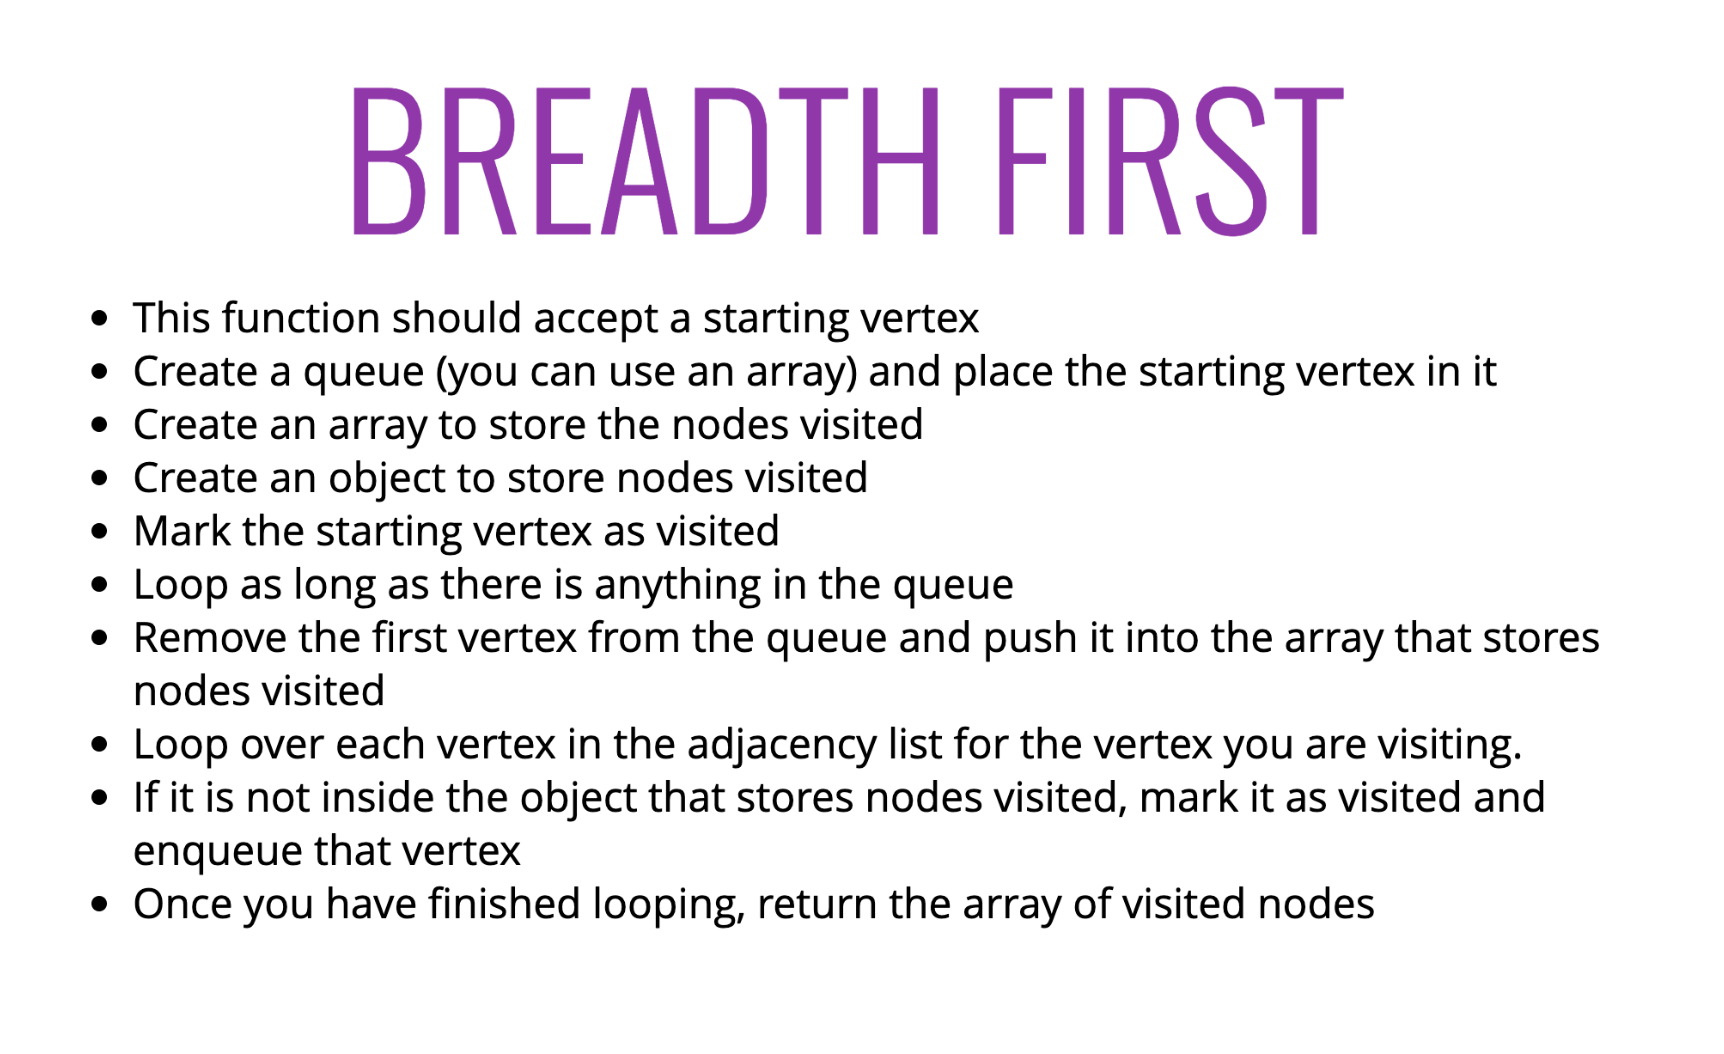 BREADTH FIRST
• This function should accept a starting vertex
• Create a queue (you can use an array) and place the starting vertex in it
• Create an array to store the nodes visited
• Create an object to store nodes visited
• Mark the starting vertex as visited
• Loop as long as there is anything in the queue
• Remove the first vertex from the queue and push it into the array that stores
nodes visited
• Loop over each vertex in the adjacency list for the vertex you are visiting.
• If it is not inside the object that stores nodes visited, mark it as visited and
enqueue that vertex
• Once you have finished looping, return the array of visited nodes